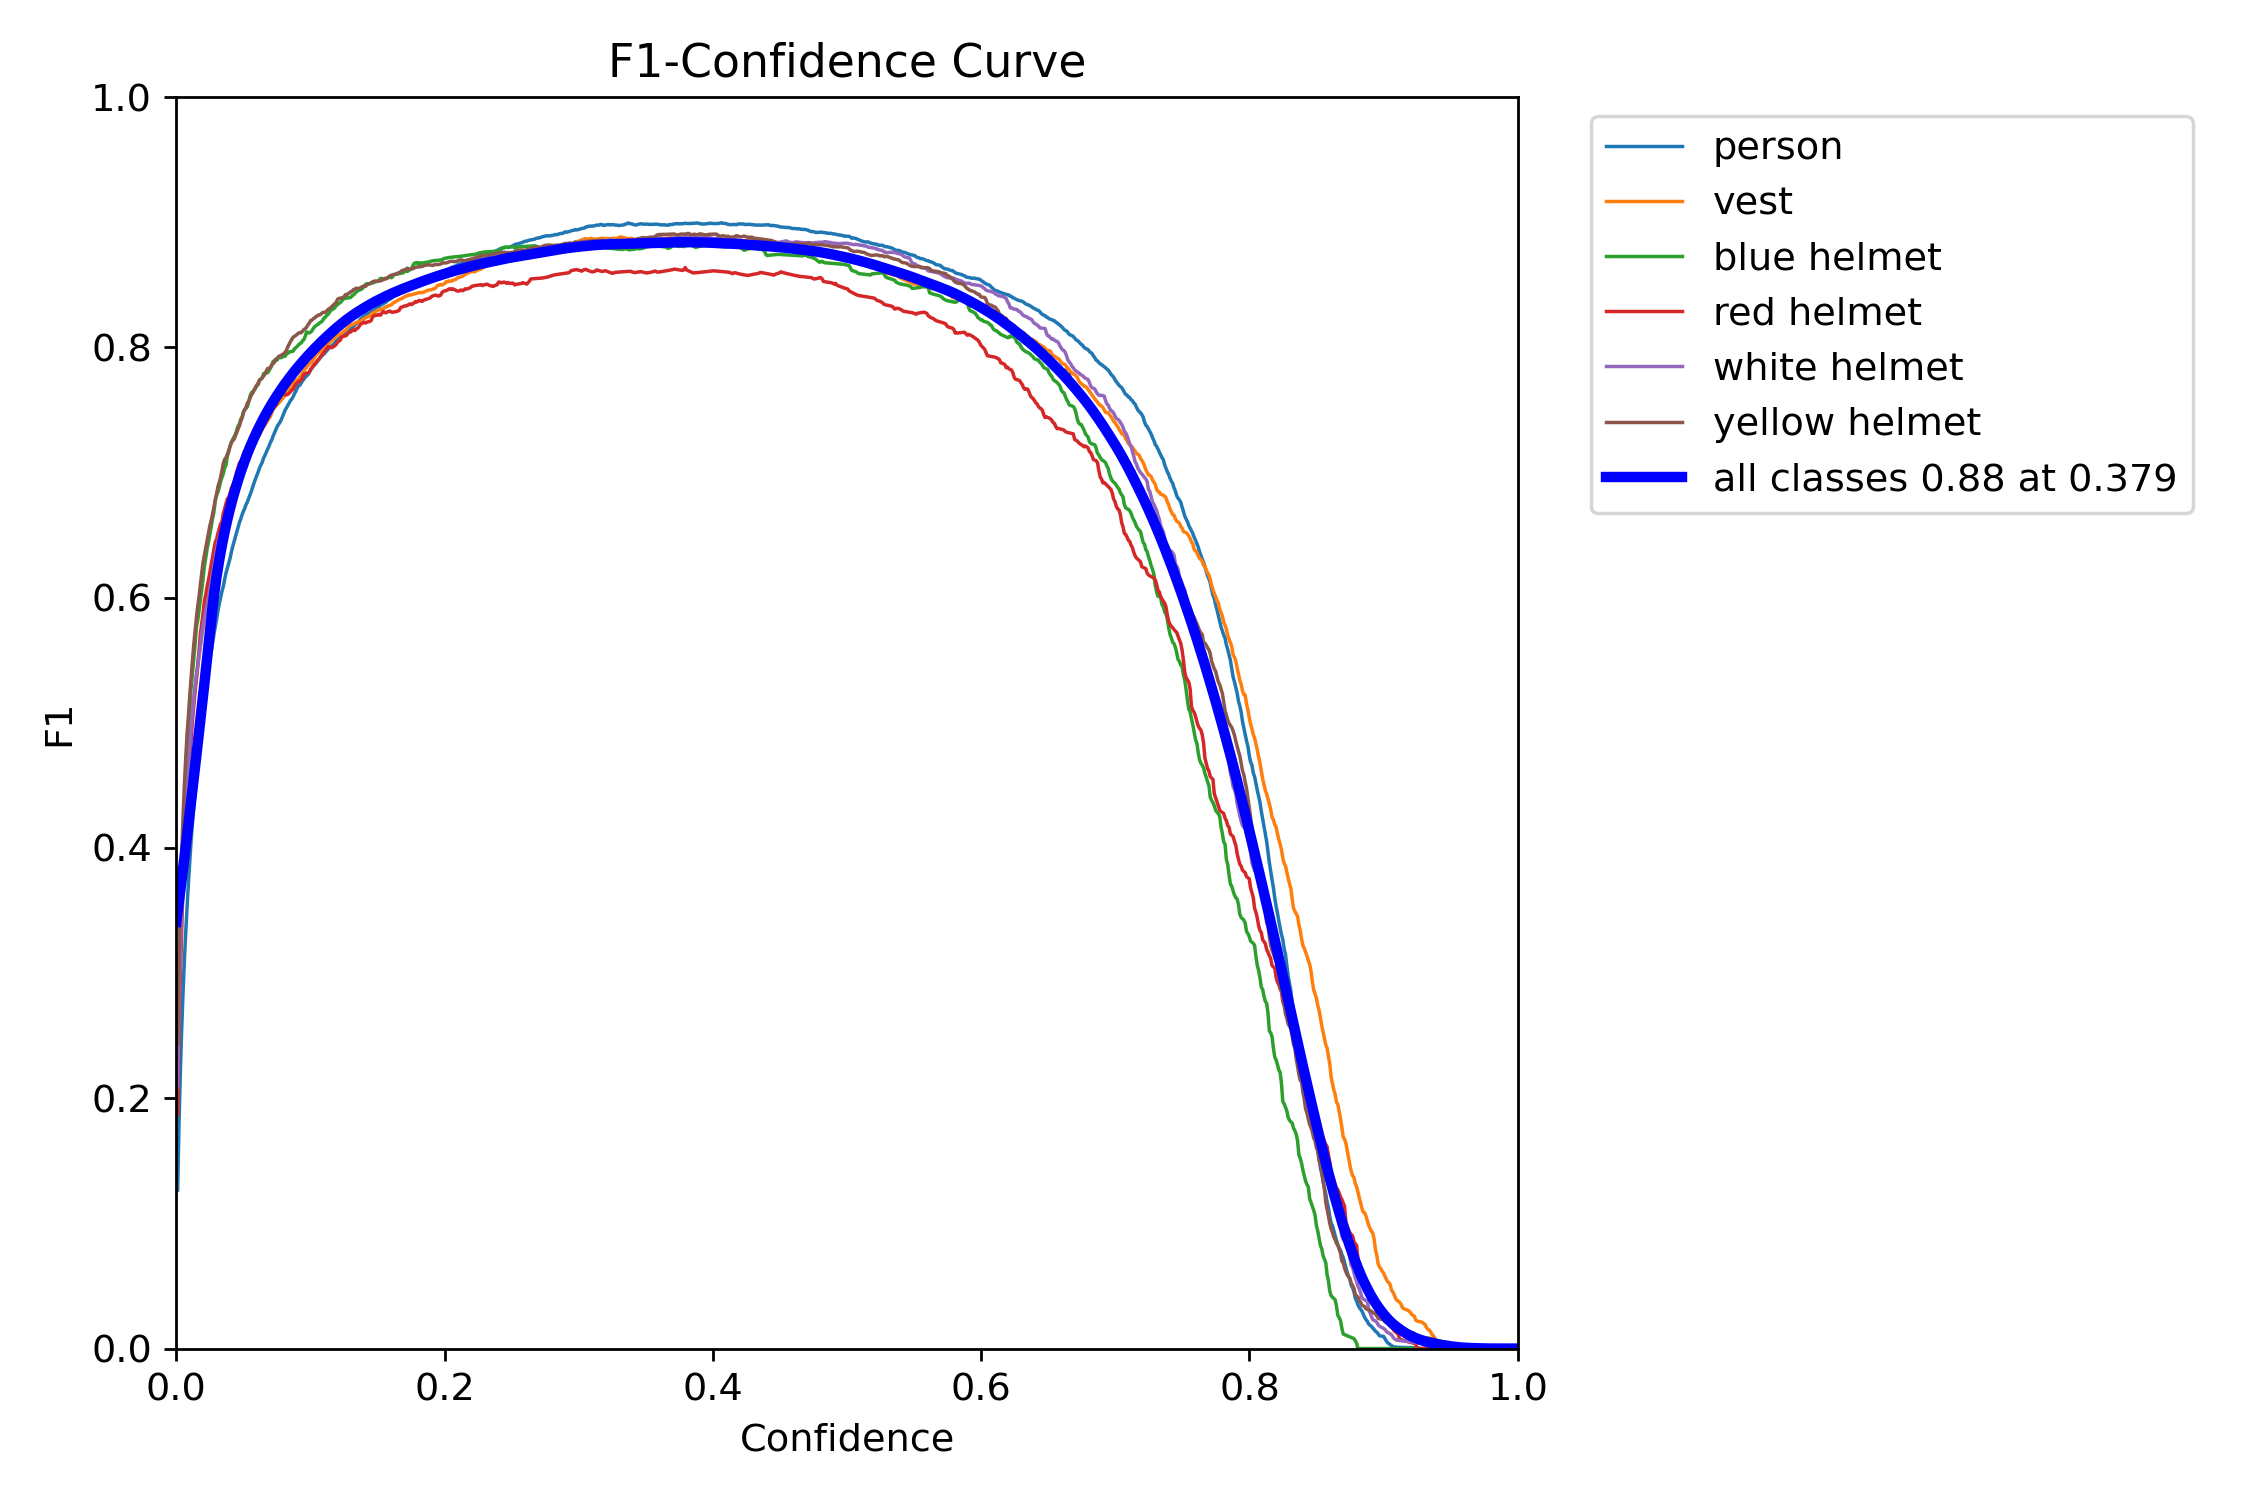 F1-Confidence Curve
1.0
0.8
0.6
0.4
0.2
0.0
F1
0.0 0.2 0.4 0.6 0.8 1.0
Confidence
person
vest
blue helmet
red helmet
white helmet
yellow helmet
all classes 0.88 at 0.379